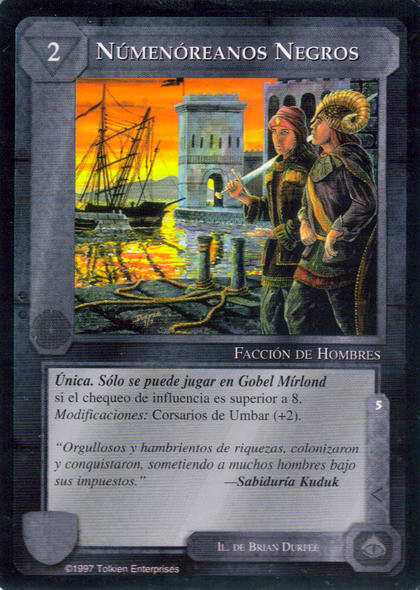 2
NÚMENÓREANOS NEGROS
FACCIÓN DE HOMBRES
Única. Sólo se puede jugar en Gobel Mírlond
si el chequeo de influencia es superior a 8.
Modificaciones: Corsarios de Umbar (+2).
5
“Orgullosos y hambrientos de riquezas, colonizaron
y conquistaron, sometiendo a muchos hombres bajo
sus impuestos.” —Sabiduría Kuduk
IL. DE BRIAN DURFEE
©1997 Tolkien Enterprises